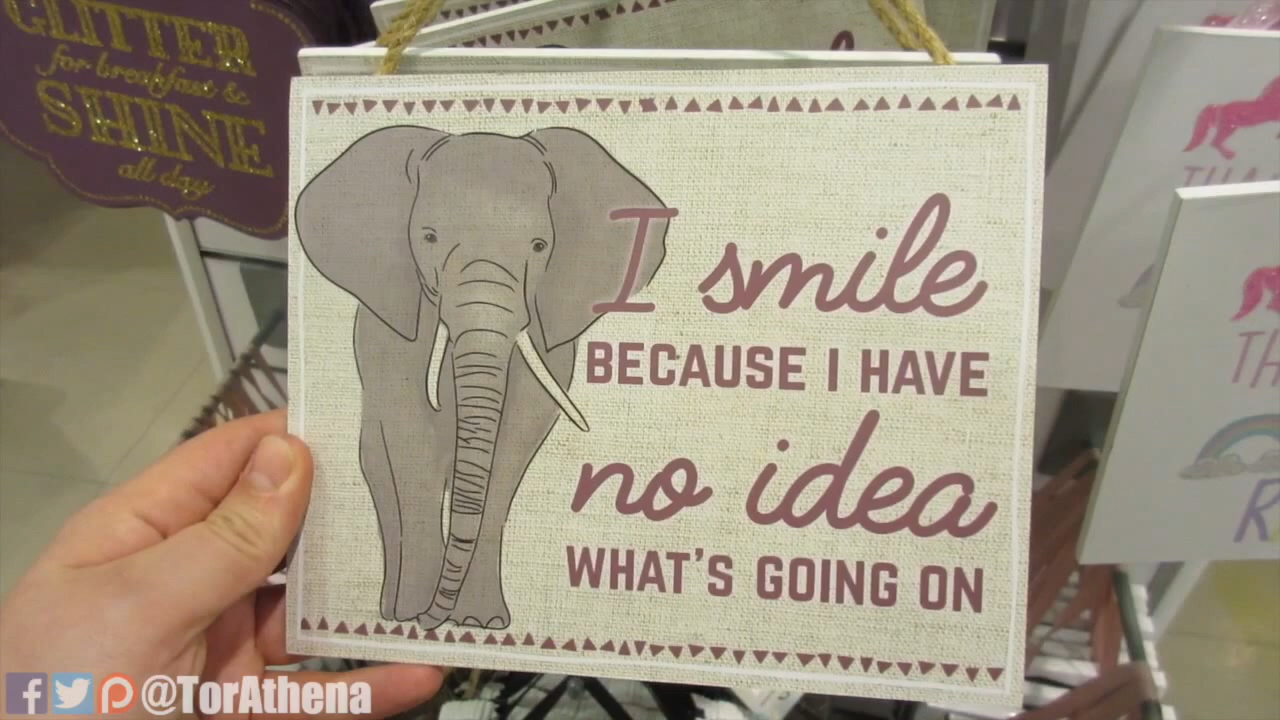 GLITTER
for breakfast &
SHINE
all day
I smile
BECAUSE I HAVE
no idea
WHAT'S GOING ON
@TorAthena